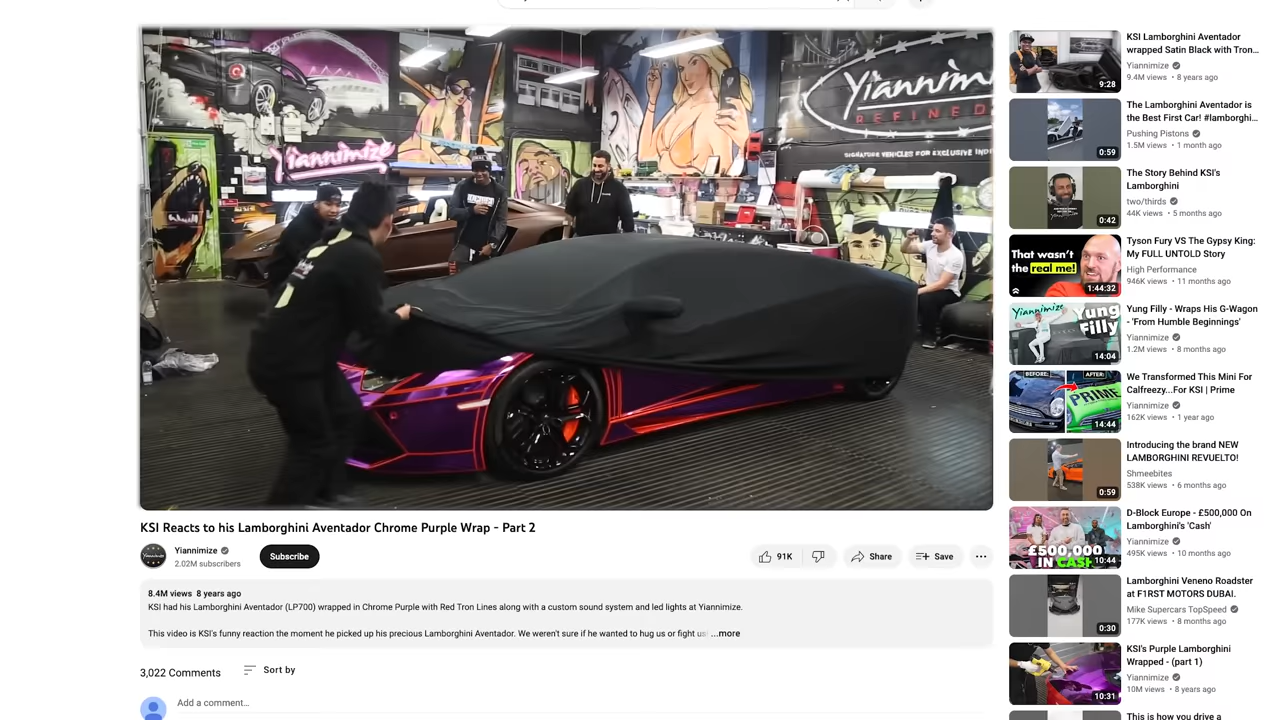 Yiannimize
Yiannim
REFINED
SIGNATURE VEHICLES FOR EXCLUSIVE IND
KSI Reacts to his Lamborghini Aventador Chrome Purple Wrap - Part 2
Yiannimize
2.02M subscribers
Subscribe
91K
Share
Save
8.4M views 8 years ago
KSI had his Lamborghini Aventador (LP700) wrapped in Chrome Purple with Red Tron Lines along with a custom sound system and led lights at Yiannimize.
This video is KSI's funny reaction the moment he picked up his precious Lamborghini Aventador. We weren't sure if he wanted to hug us or fight us ...more
3,022 Comments
Sort by
Add a comment...
9:28
KSI Lamborghini Aventador
wrapped Satin Black with Tron...
Yiannimize
9.4M views • 8 years ago
0:59
The Lamborghini Aventador is
the Best First Car! #lamborghi...
Pushing Pistons
1.5M views • 1 month ago
0:42
The Story Behind KSI's
Lamborghini
two/thirds
44K views • 5 months ago
That wasn't
the real me!
1:44:32
Tyson Fury VS The Gypsy King:
My FULL UNTOLD Story
High Performance
946K views • 11 months ago
Yiannimize
Yung
Filly
14:04
Yung Filly - Wraps His G-Wagon
- 'From Humble Beginnings'
Yiannimize
1.2M views • 8 months ago
BEFORE:
AFTER:
PRIME
14:44
We Transformed This Mini For
Calfreezy...For KSI | Prime
Yiannimize
162K views • 1 year ago
0:59
Introducing the brand NEW
LAMBORGHINI REVUELTO!
Shmeebites
538K views • 6 months ago
£500,000
IN CASH
10:44
D-Block Europe - £500,000 On
Lamborghini's 'Cash'
Yiannimize
495K views • 10 months ago
0:30
Lamborghini Veneno Roadster
at F1RST MOTORS DUBAI.
Mike Supercars TopSpeed
177K views • 8 months ago
10:31
KSI's Purple Lamborghini
Wrapped - (part 1)
Yiannimize
10M views • 8 years ago
This is how you drive a